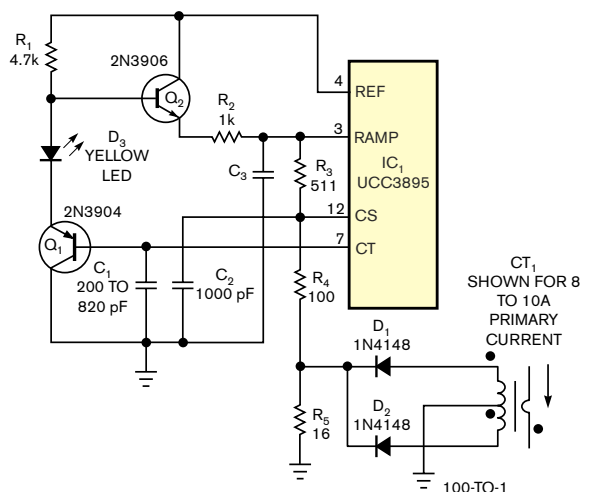 R1
4.7k
2N3906
Q2
R2
1k
4
REF
3
RAMP
IC1
UCC3895
D3
YELLOW
LED
C3
R3
511
12
CS
2N3904
Q1
7
CT
C1
200 TO
820 pF
C2
1000 pF
R4
100
CT1
SHOWN FOR 8
TO 10A
PRIMARY
CURRENT
D1
1N4148
D2
1N4148
R5
16
100-TO-1